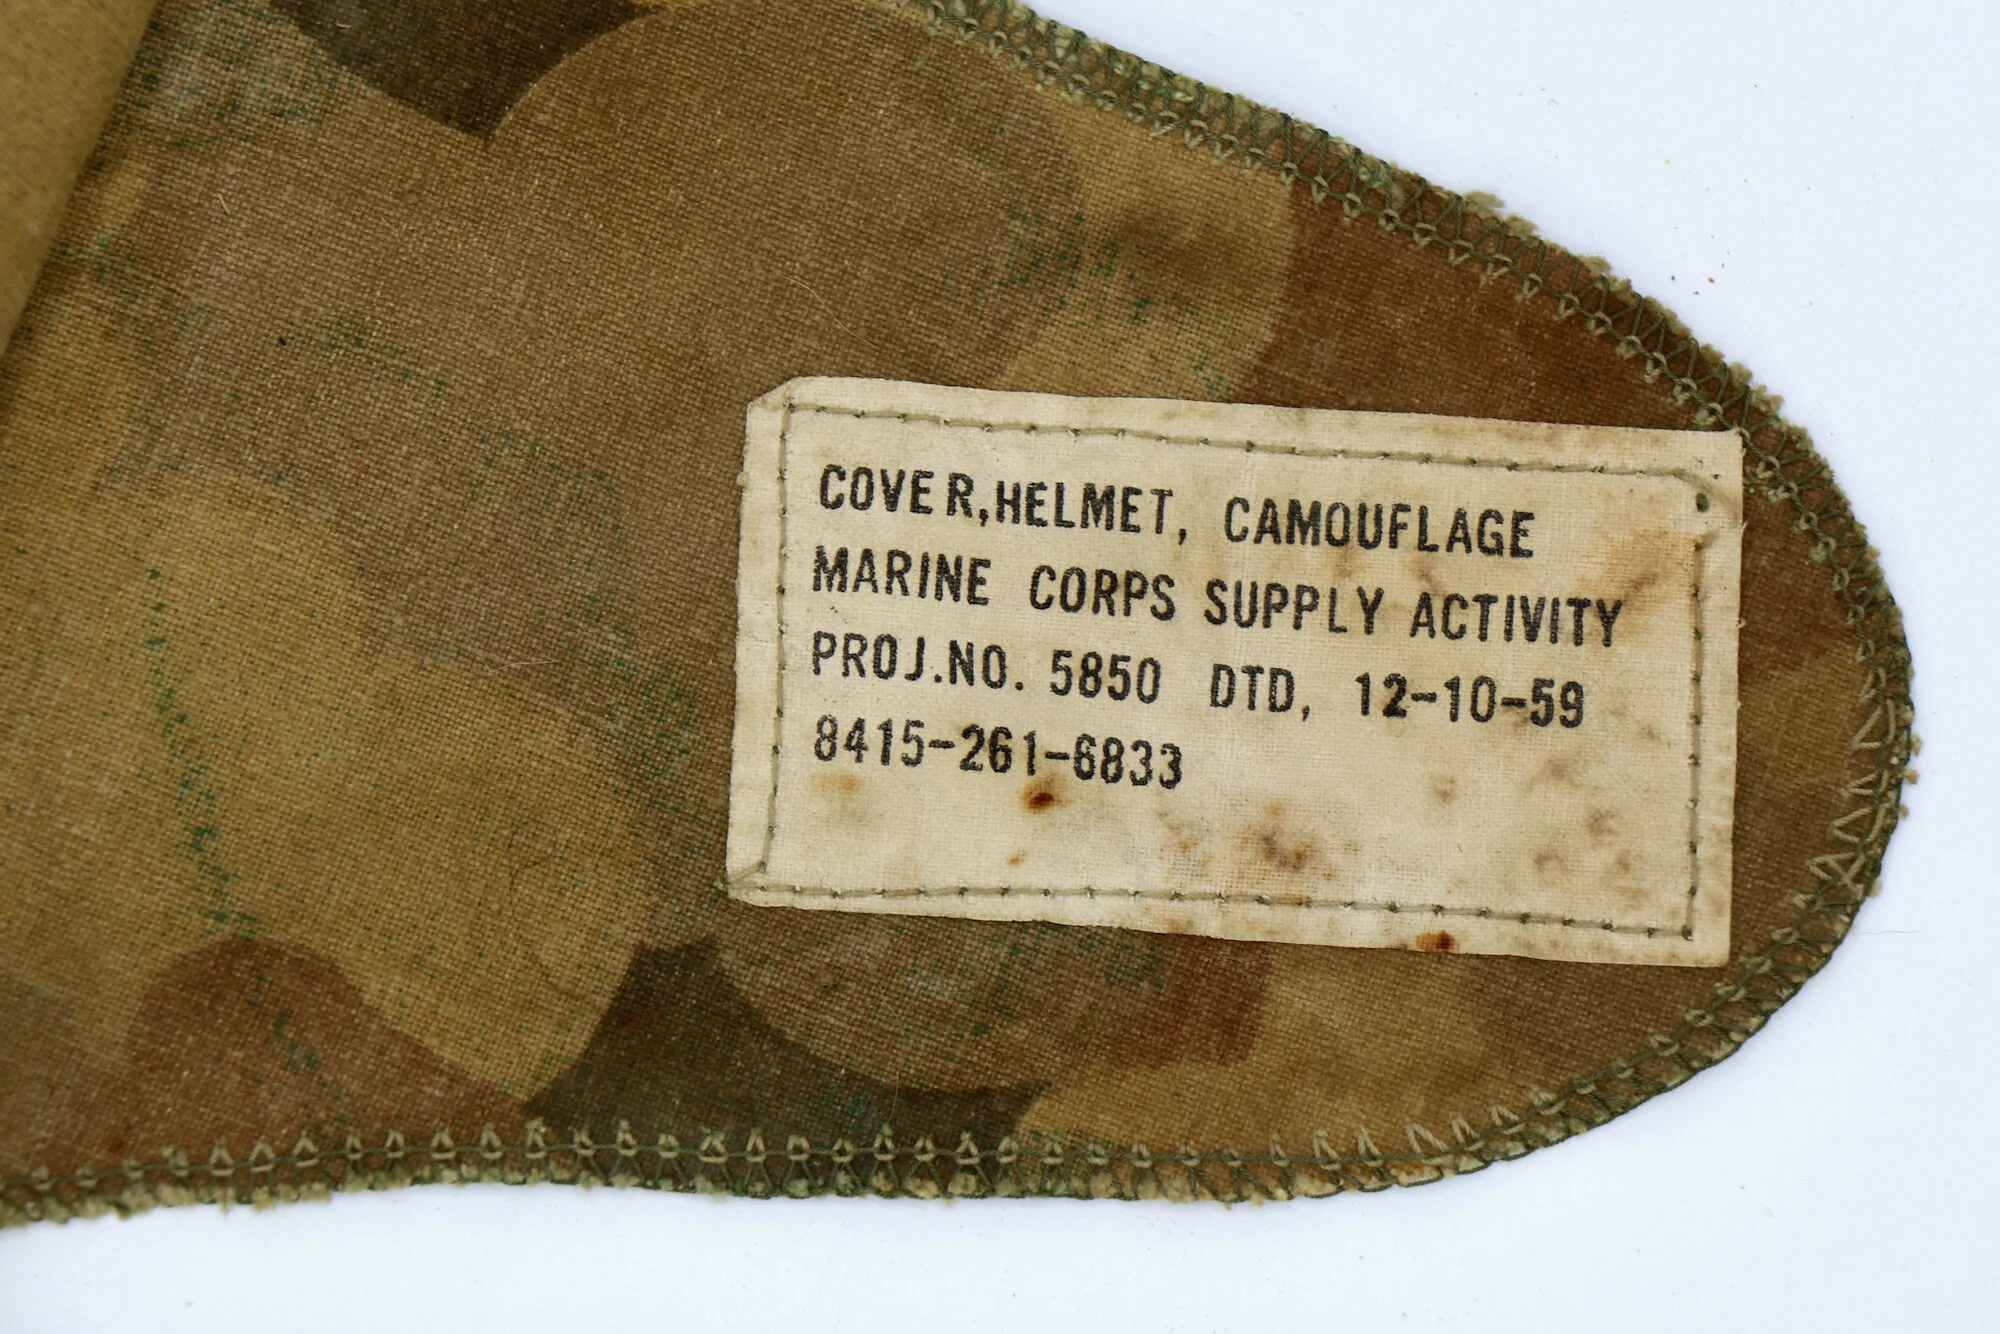 COVER,HELMET, CAMOUFLAGE
MARINE CORPS SUPPLY ACTIVITY
PROJ.NO. 5850 DTD, 12-10-59
8415-261-6833